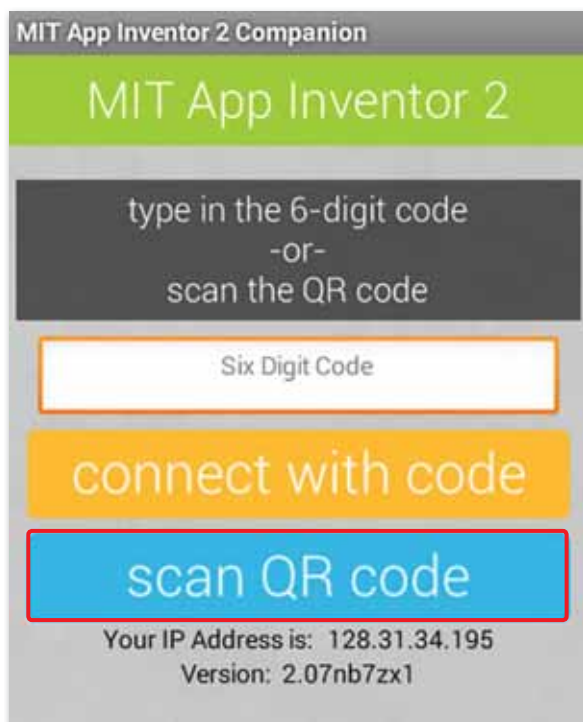 MIT App Inventor 2 Companion
MIT App Inventor 2
type in the 6-digit code
-or-
scan the QR code
Six Digit Code
connect with code
scan QR code
Your IP Address is: 128.31.34.195
Version: 2.07nb7zx1